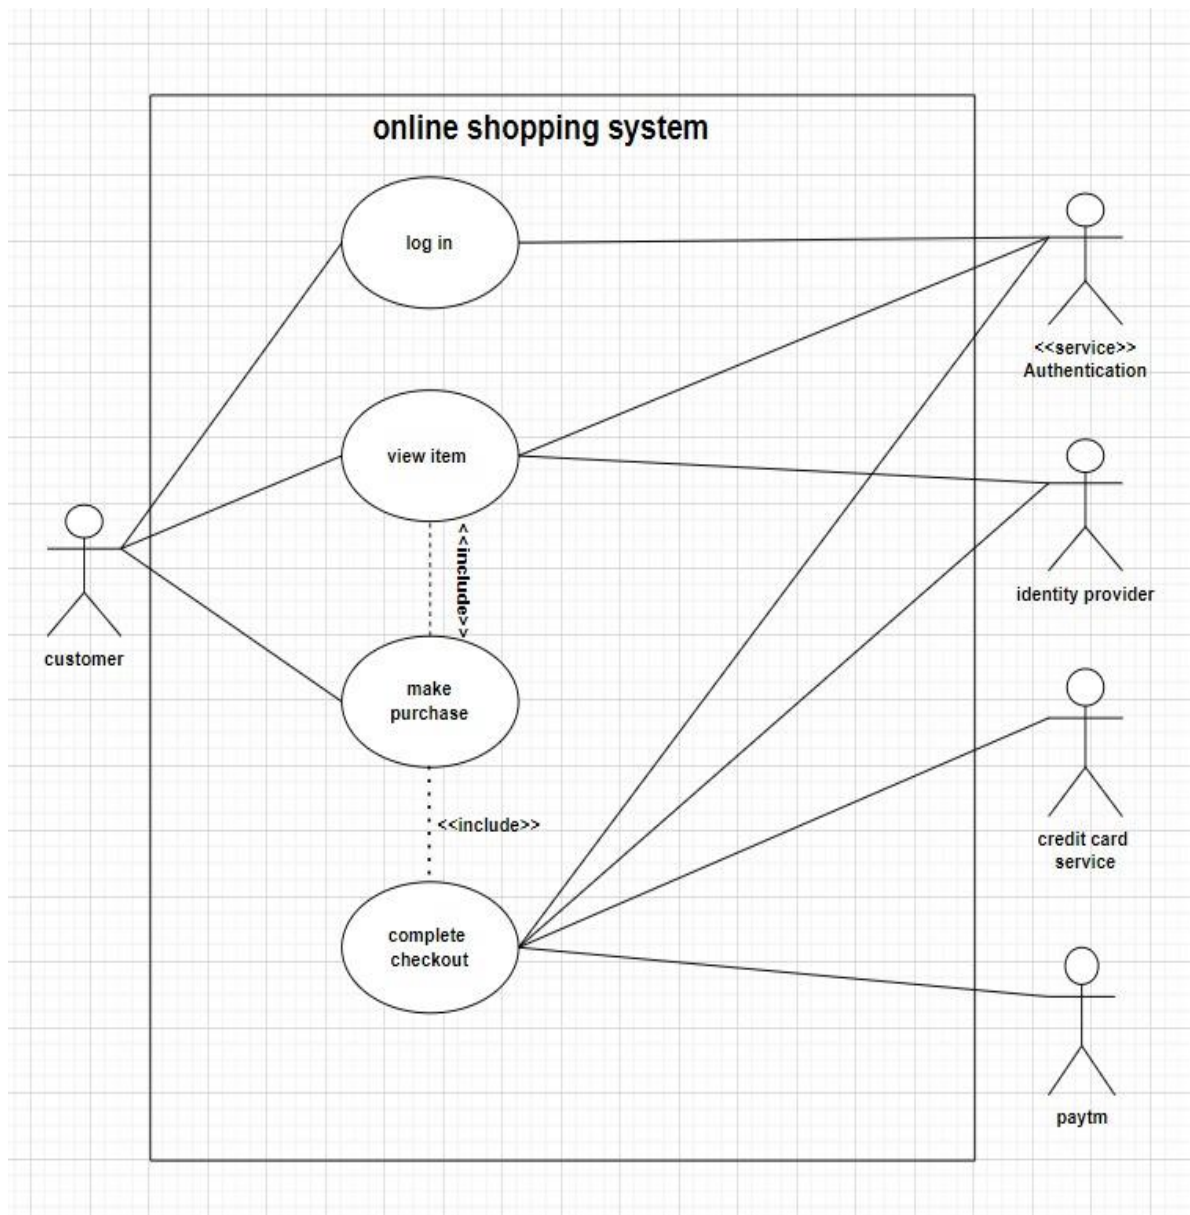 online shopping system
log in
<<service>>
Authentication
view item
<<include>>
identity provider
customer
make
purchase
<<include>>
credit card
service
complete
checkout
paytm